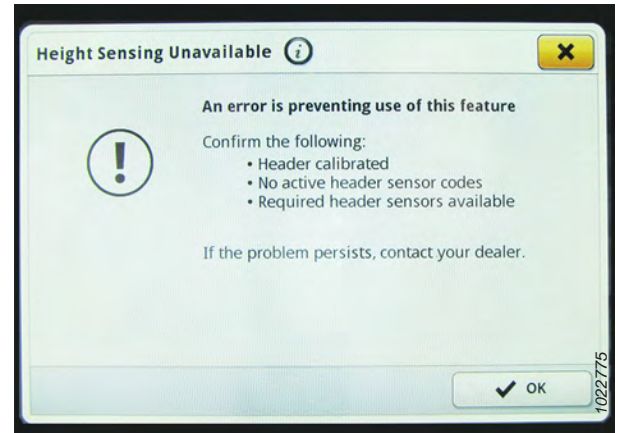 Height Sensing Unavailable i
An error is preventing use of this feature
Confirm the following:
• Header calibrated
• No active header sensor codes
• Required header sensors available
If the problem persists, contact your dealer.
OK
1022775